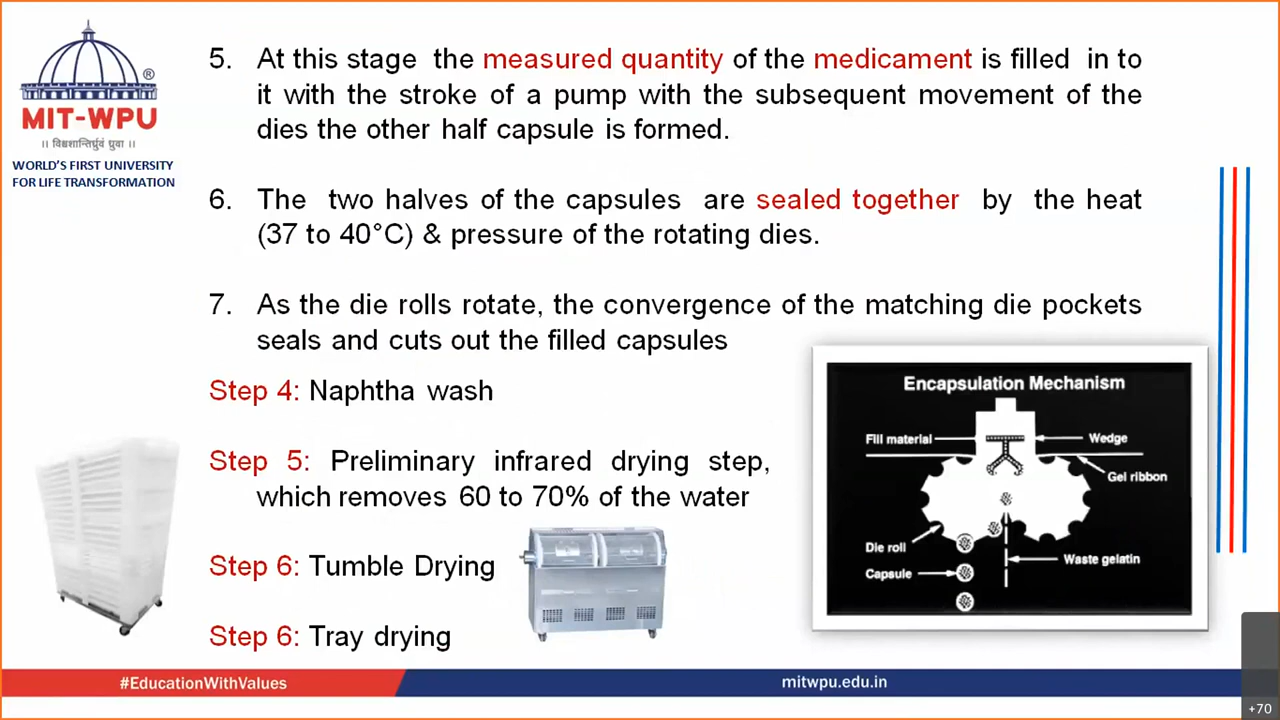 ®
MIT-WPU
॥ विश्वशान्तिर्ध्रुवं ध्रुवा ॥
WORLD'S FIRST UNIVERSITY
FOR LIFE TRANSFORMATION
5. At this stage the measured quantity of the medicament is filled in to
it with the stroke of a pump with the subsequent movement of the
dies the other half capsule is formed.
6. The two halves of the capsules are sealed together by the heat
(37 to 40°C) & pressure of the rotating dies.
7. As the die rolls rotate, the convergence of the matching die pockets
seals and cuts out the filled capsules
Step 4: Naphtha wash
Step 5: Preliminary infrared drying step,
which removes 60 to 70% of the water
Step 6: Tumble Drying
Step 6: Tray drying
Encapsulation Mechanism
Fill material
Wedge
Gel ribbon
Die roll
Waste gelatin
Capsule
#EducationWithValues
mitwpu.edu.in
+70